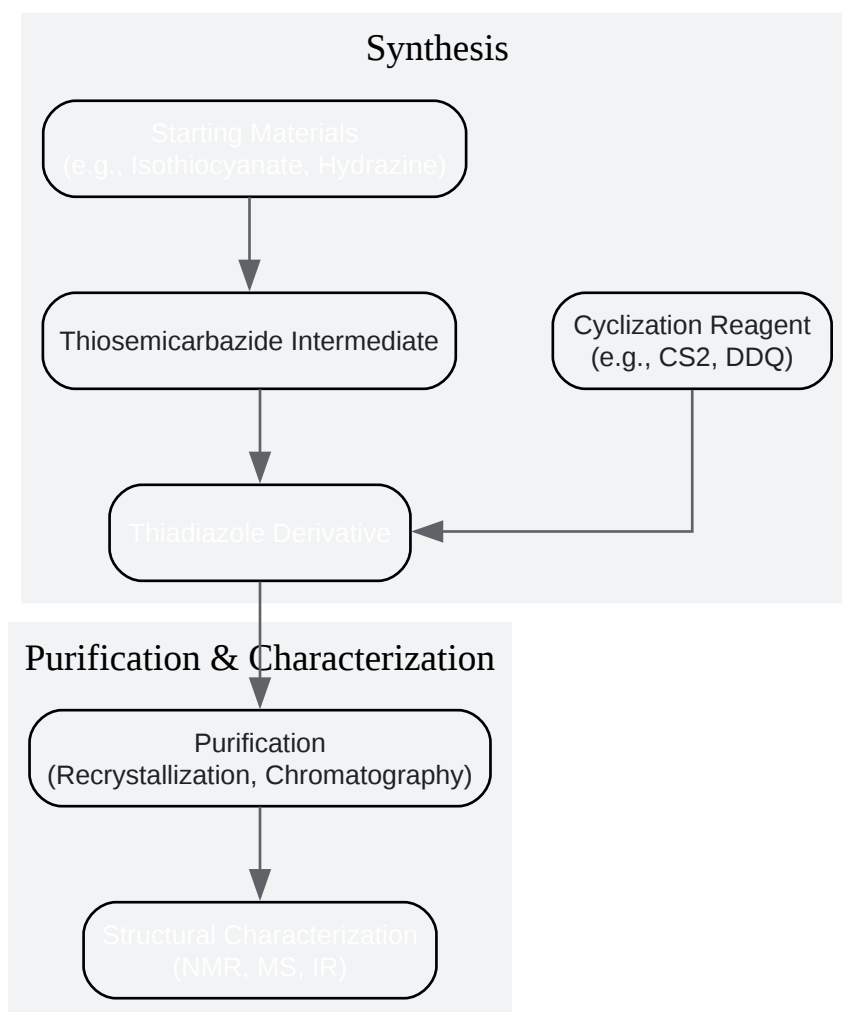 Synthesis
Starting Materials
(e.g., Isothiocyanate, Hydrazine)
Thiosemicarbazide Intermediate
Cyclization Reagent
(e.g., CS2, DDQ)
Thiadiazole Derivative
Purification & Characterization
Purification
(Recrystallization, Chromatography)
Structural Characterization
(NMR, MS, IR)